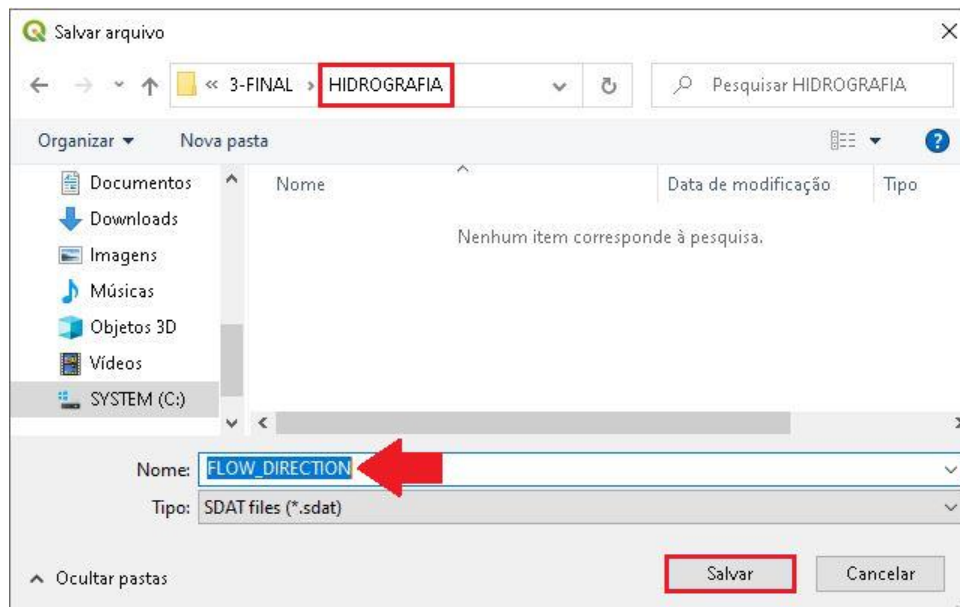 Salvar arquivo
« 3-FINAL › HIDROGRAFIA
Pesquisar HIDROGRAFIA
Organizar
Nova pasta
?
Documentos
Downloads
Imagens
Músicas
Objetos 3D
Vídeos
SYSTEM (C:)
Nome
Data de modificação
Tipo
Nenhum item corresponde à pesquisa.
Nome: FLOW_DIRECTION
Tipo: SDAT files (*.sdat)
Ocultar pastas
Salvar
Cancelar